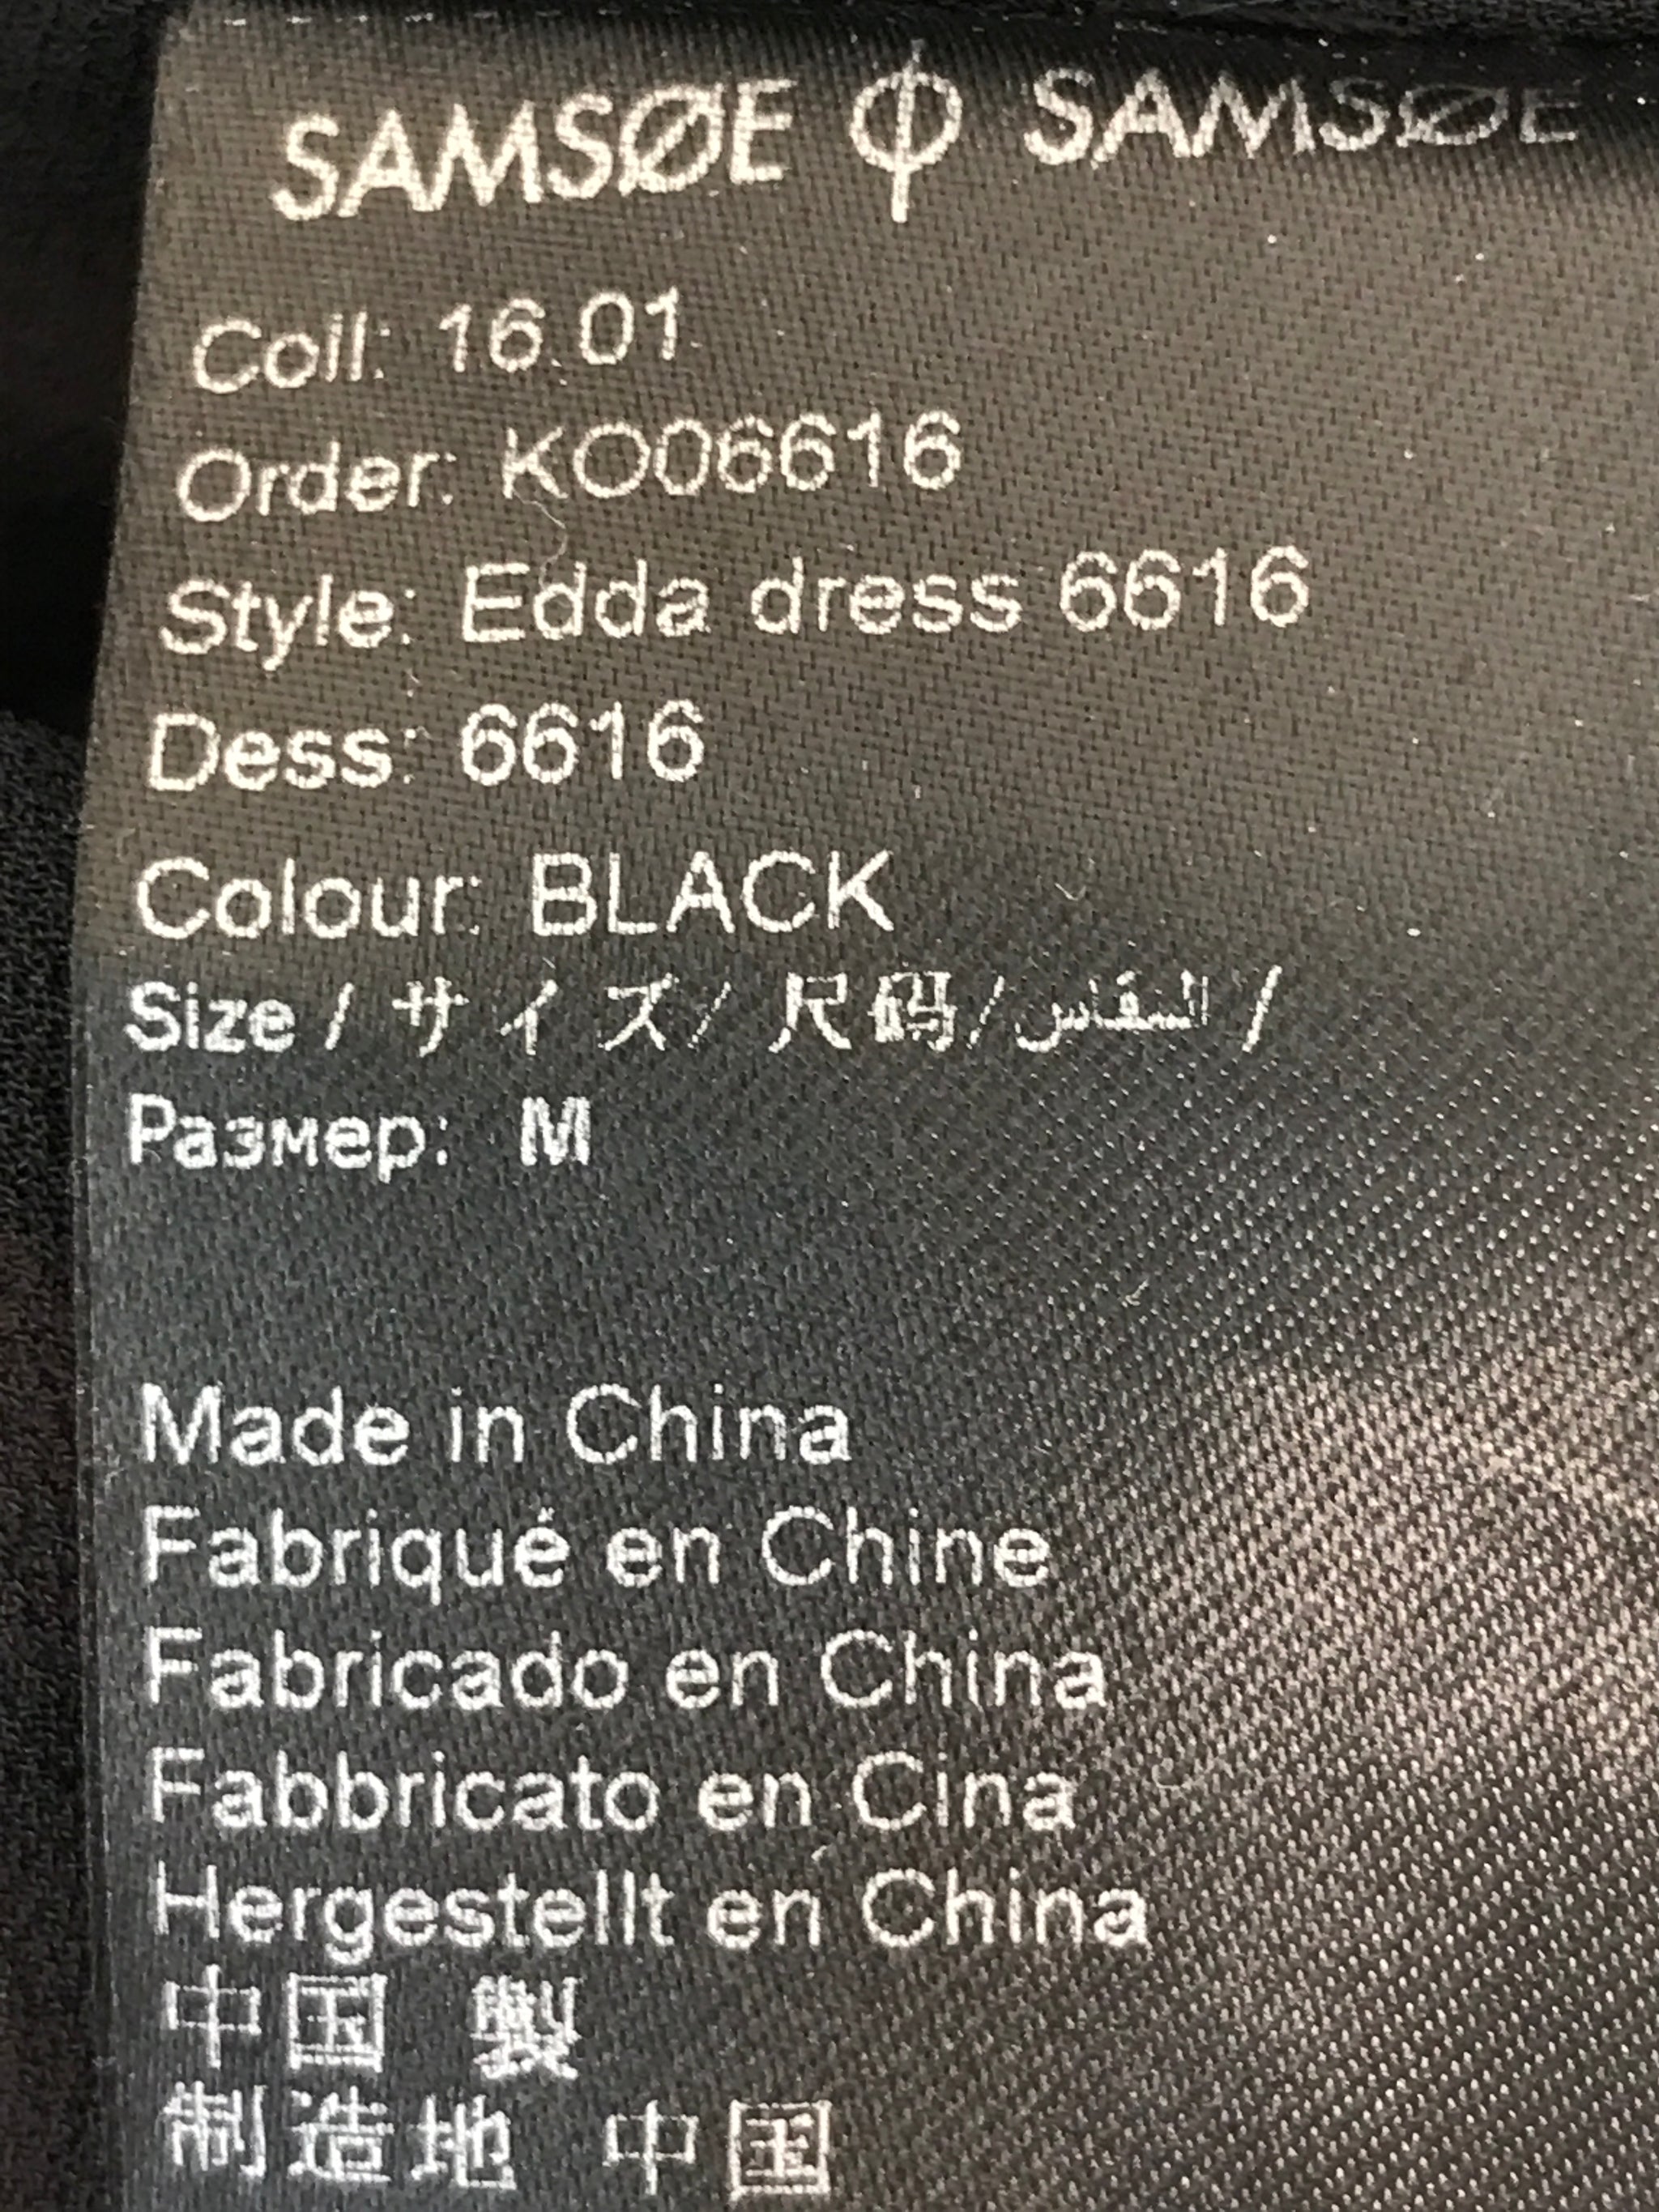 SAMSØE ϕ SAMSØE
Coll: 16.01
Order: KO06616
Style: Edda dress 6616
Dess: 6616
Colour: BLACK
Size / サイズ/ 尺码/المقاس /
Размер: M
Made in China
Fabriqué en Chine
Fabricado en China
Fabbricato en Cina
Hergestellt en China
中国 製
制造地 中国